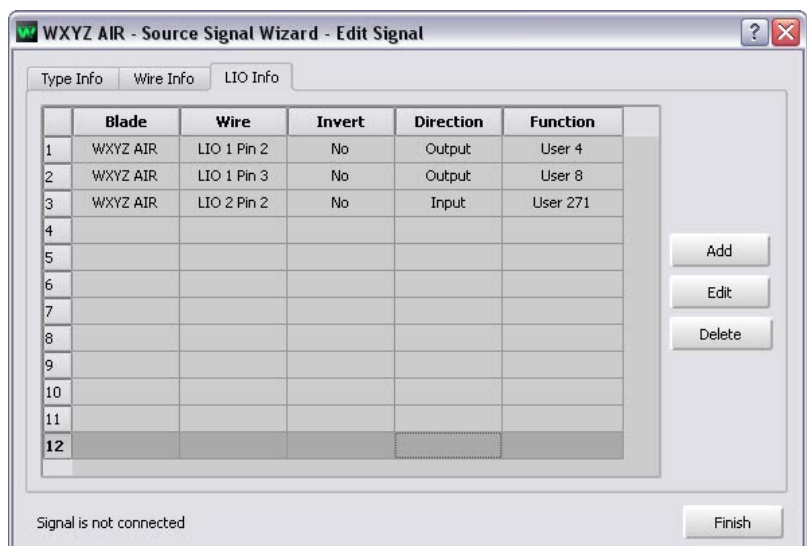 WXYZ AIR - Source Signal Wizard - Edit Signal
Type Info Wire Info LIO Info
Blade Wire Invert Direction Function
1 WXYZ AIR LIO 1 Pin 2 No Output User 4
2 WXYZ AIR LIO 1 Pin 3 No Output User 8
3 WXYZ AIR LIO 2 Pin 2 No Input User 271
4
5
6
7
8
9
10
11
12
Add
Edit
Delete
Signal is not connected Finish